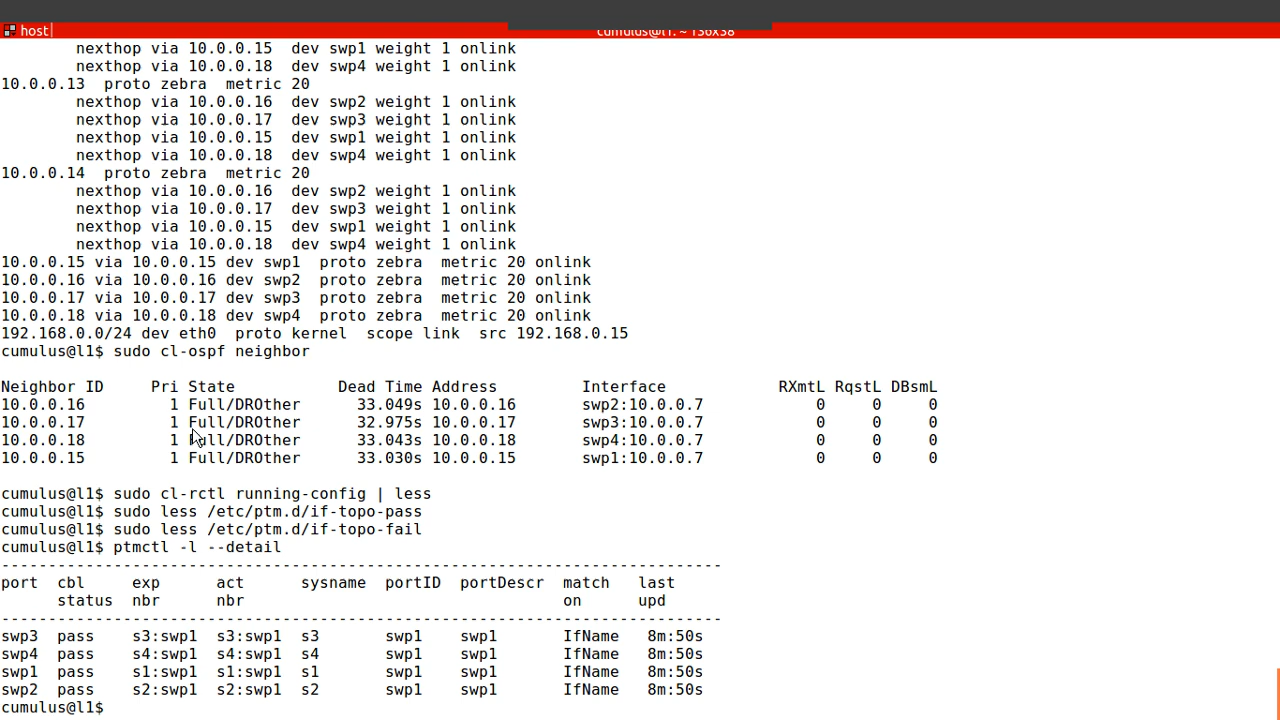 host
cumulus@l1: ~ 136x38
        nexthop via 10.0.0.15  dev swp1 weight 1 onlink
        nexthop via 10.0.0.18  dev swp4 weight 1 onlink
10.0.0.13  proto zebra  metric 20
        nexthop via 10.0.0.16  dev swp2 weight 1 onlink
        nexthop via 10.0.0.17  dev swp3 weight 1 onlink
        nexthop via 10.0.0.15  dev swp1 weight 1 onlink
        nexthop via 10.0.0.18  dev swp4 weight 1 onlink
10.0.0.14  proto zebra  metric 20
        nexthop via 10.0.0.16  dev swp2 weight 1 onlink
        nexthop via 10.0.0.17  dev swp3 weight 1 onlink
        nexthop via 10.0.0.15  dev swp1 weight 1 onlink
        nexthop via 10.0.0.18  dev swp4 weight 1 onlink
10.0.0.15 via 10.0.0.15 dev swp1  proto zebra  metric 20 onlink
10.0.0.16 via 10.0.0.16 dev swp2  proto zebra  metric 20 onlink
10.0.0.17 via 10.0.0.17 dev swp3  proto zebra  metric 20 onlink
10.0.0.18 via 10.0.0.18 dev swp4  proto zebra  metric 20 onlink
192.168.0.0/24 dev eth0  proto kernel  scope link  src 192.168.0.15
cumulus@l1$ sudo cl-ospf neighbor
Neighbor ID     Pri State           Dead Time Address         Interface            RXmtL RqstL DBsmL
10.0.0.16         1 Full/DROther      33.049s 10.0.0.16       swp2:10.0.0.7            0     0     0
10.0.0.17         1 Full/DROther      32.975s 10.0.0.17       swp3:10.0.0.7            0     0     0
10.0.0.18         1 Full/DROther      33.043s 10.0.0.18       swp4:10.0.0.7            0     0     0
10.0.0.15         1 Full/DROther      33.030s 10.0.0.15       swp1:10.0.0.7            0     0     0
cumulus@l1$ sudo cl-rctl running-config | less
cumulus@l1$ sudo less /etc/ptm.d/if-topo-pass
cumulus@l1$ sudo less /etc/ptm.d/if-topo-fail
cumulus@l1$ ptmctl -l --detail
-----------------------------------------------------------------------------
port  cbl     exp      act      sysname  portID  portDescr  match    last
      status  nbr      nbr                                  on       upd
-----------------------------------------------------------------------------
swp3  pass    s3:swp1  s3:swp1  s3       swp1    swp1       IfName   8m:50s
swp4  pass    s4:swp1  s4:swp1  s4       swp1    swp1       IfName   8m:50s
swp1  pass    s1:swp1  s1:swp1  s1       swp1    swp1       IfName   8m:50s
swp2  pass    s2:swp1  s2:swp1  s2       swp1    swp1       IfName   8m:50s
cumulus@l1$